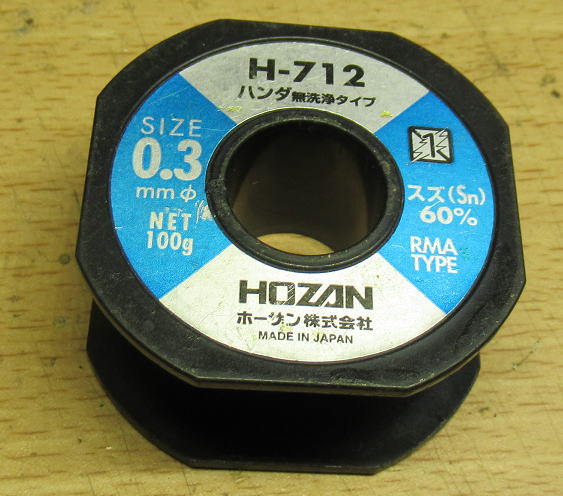 H-712
ハンダ無洗浄タイプ
SIZE
0.3
mmφ
NET
100g
スズ(Sn)
60%
RMA
TYPE
HOZAN
ホーザン株式会社
MADE IN JAPAN